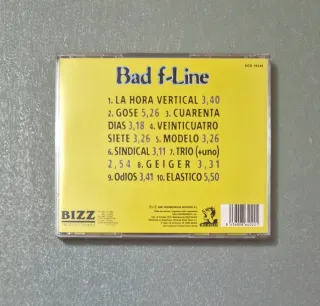 Bad f-Line
1. LA HORA VERTICAL 3,40
2. GOSE 5,26 3. CUARENTA
DIAS 3,18 4. VEINTICUATRO
SIETE 3,26 5. MODELO 3,26
6. SINDICAL 3,11 7. TRIO (+uno)
2,54 8. GEIGER 3,31
9. OdIOS 3,41 10. ELASTICO 5,50
BIZZ